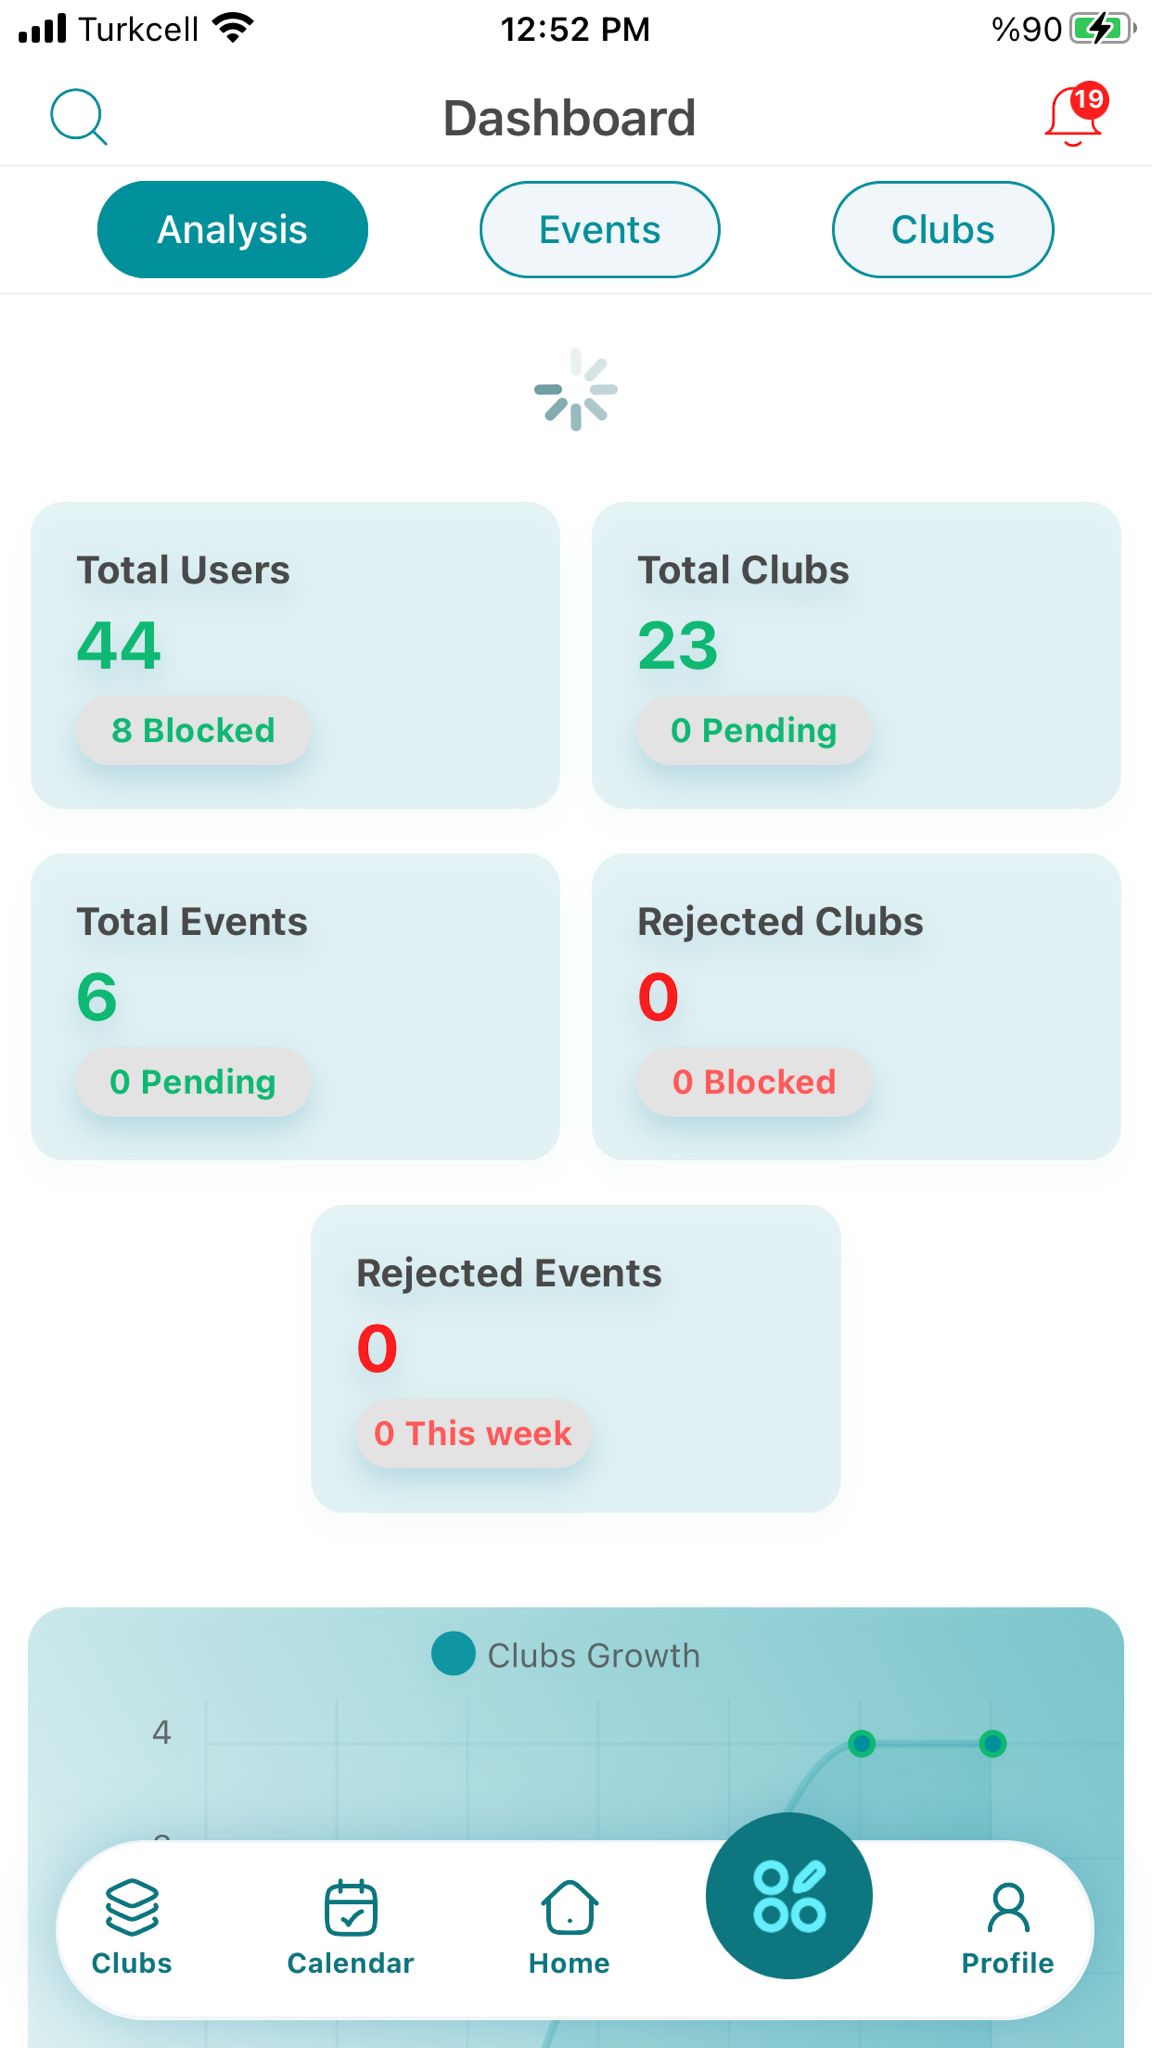 Turkcell 12:52 PM %90
Dashboard 19
Analysis Events Clubs
Total Users
44
8 Blocked
Total Clubs
23
0 Pending
Total Events
6
0 Pending
Rejected Clubs
0
0 Blocked
Rejected Events
0
0 This week
Clubs Growth
4
Clubs Calendar Home Profile